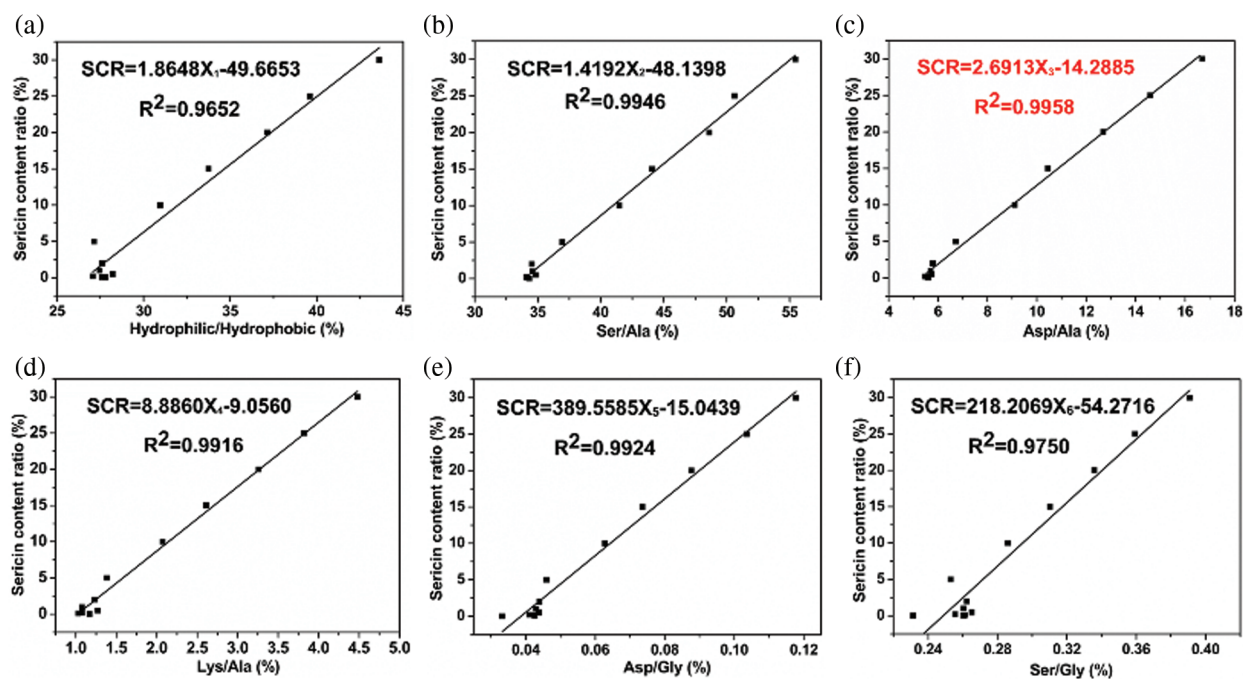 (a)
SCR=1.8648X₁-49.6653
R²=0.9652
Sericin content ratio (%)
30
25
20
15
10
5
0
25 30 35 40 45
Hydrophilic/Hydrophobic (%)
(b)
SCR=1.4192X₂-48.1398
R²=0.9946
Sericin content ratio (%)
30
25
20
15
10
5
0
30 35 40 45 50 55
Ser/Ala (%)
(c)
SCR=2.6913X₃-14.2885
R²=0.9958
Sericin content ratio (%)
30
25
20
15
10
5
0
4 6 8 10 12 14 16 18
Asp/Ala (%)
(d)
SCR=8.8860X₄-9.0560
R²=0.9916
Sericin content ratio (%)
30
25
20
15
10
5
0
1.0 1.5 2.0 2.5 3.0 3.5 4.0 4.5 5.0
Lys/Ala (%)
(e)
SCR=389.5585X₅-15.0439
R²=0.9924
Sericin content ratio (%)
30
25
20
15
10
5
0
0.04 0.06 0.08 0.10 0.12
Asp/Gly (%)
(f)
SCR=218.2069X₆-54.2716
R²=0.9750
Sericin content ratio (%)
30
25
20
15
10
5
0
0.24 0.28 0.32 0.36 0.40
Ser/Gly (%)